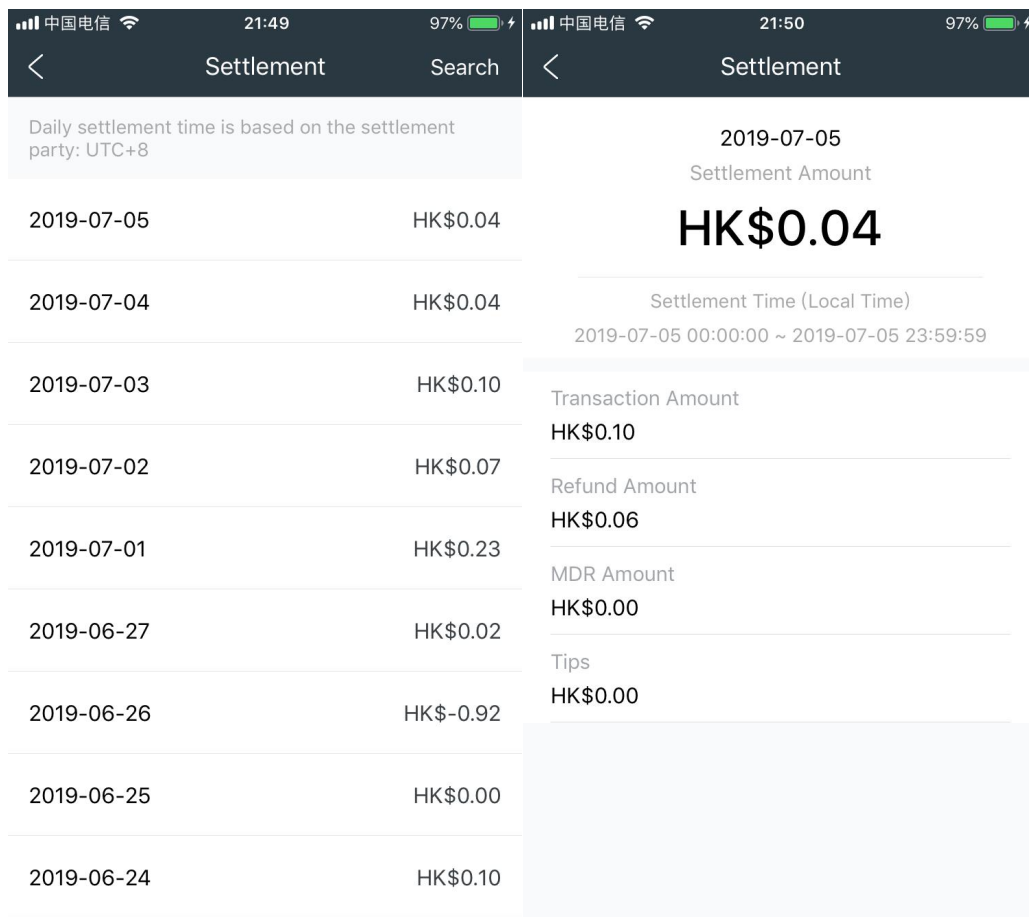 中国电信 21:49 97%
Settlement Search
Daily settlement time is based on the settlement
party: UTC+8
2019-07-05 HK$0.04
2019-07-04 HK$0.04
2019-07-03 HK$0.10
2019-07-02 HK$0.07
2019-07-01 HK$0.23
2019-06-27 HK$0.02
2019-06-26 HK$-0.92
2019-06-25 HK$0.00
2019-06-24 HK$0.10
中国电信 21:50 97%
Settlement
2019-07-05
Settlement Amount
HK$0.04
Settlement Time (Local Time)
2019-07-05 00:00:00 ~ 2019-07-05 23:59:59
Transaction Amount
HK$0.10
Refund Amount
HK$0.06
MDR Amount
HK$0.00
Tips
HK$0.00